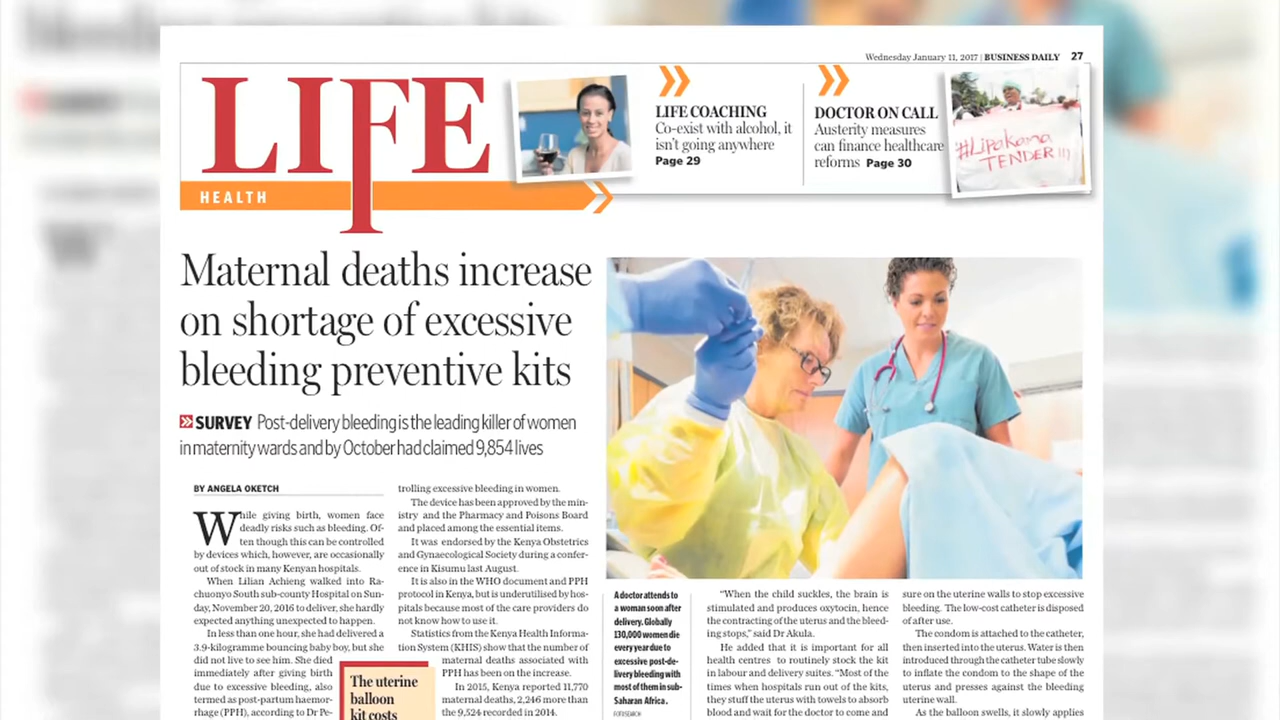 Wednesday January 11, 2017 | BUSINESS DAILY 27
LIFE
HEALTH
LIFE COACHING
Co-exist with alcohol, it
isn't going anywhere
Page 29
DOCTOR ON CALL
Austerity measures
can finance healthcare
reforms Page 30
#LipaKama
TENDER!!!
Maternal deaths increase
on shortage of excessive
bleeding preventive kits
SURVEY Post-delivery bleeding is the leading killer of women
in maternity wards and by October had claimed 9,854 lives
BY ANGELA OKETCH
While giving birth, women face
deadly risks such as bleeding. Of-
ten though this can be controlled
by devices which, however, are occasionally
out of stock in many Kenyan hospitals.
When Lilian Achieng walked into Ra-
chuonyo South sub-county Hospital on Sun-
day, November 20, 2016 to deliver, she hardly
expected anything unexpected to happen.
In less than one hour, she had delivered a
3.9-kilogramme bouncing baby boy, but she
did not live to see him. She died
immediately after giving birth
due to excessive bleeding, also
termed as post-partum haemor-
rhage (PPH), according to Dr Pe-
trolling excessive bleeding in women.
The device has been approved by the min-
istry and the Pharmacy and Poisons Board
and placed among the essential items.
It was endorsed by the Kenya Obstetrics
and Gynaecological Society during a confer-
ence in Kisumu last August.
It is also in the WHO document and PPH
protocol in Kenya, but is underutilised by hos-
pitals because most of the care providers do
not know how to use it.
Statistics from the Kenya Health Informa-
tion System (KHIS) show that the number of
maternal deaths associated with
PPH has been on the increase.
In 2015, Kenya reported 11,770
maternal deaths, 2,246 more than
the 9,524 recorded in 2014.
The uterine
balloon
kit costs
A doctor attends to
a woman soon after
delivery. Globally
130,000 women die
every year due to
excessive post-de-
livery bleeding with
most of them in sub-
Saharan Africa.
"When the child suckles, the brain is
stimulated and produces oxytocin, hence
the contracting of the uterus and the bleed-
ing stops," said Dr Akula.
He added that it is important for all
health centres to routinely stock the kit
in labour and delivery suites. "Most of the
times when hospitals run out of the kits,
they stuff the uterus with towels to absorb
blood and wait for the doctor to come and
sure on the uterine walls to stop excessive
bleeding. The low-cost catheter is disposed
of after use.
The condom is attached to the catheter,
then inserted into the uterus. Water is then
introduced through the catheter tube slowly
to inflate the condom to the shape of the
uterus and presses against the bleeding
uterine wall.
As the balloon swells, it slowly applies